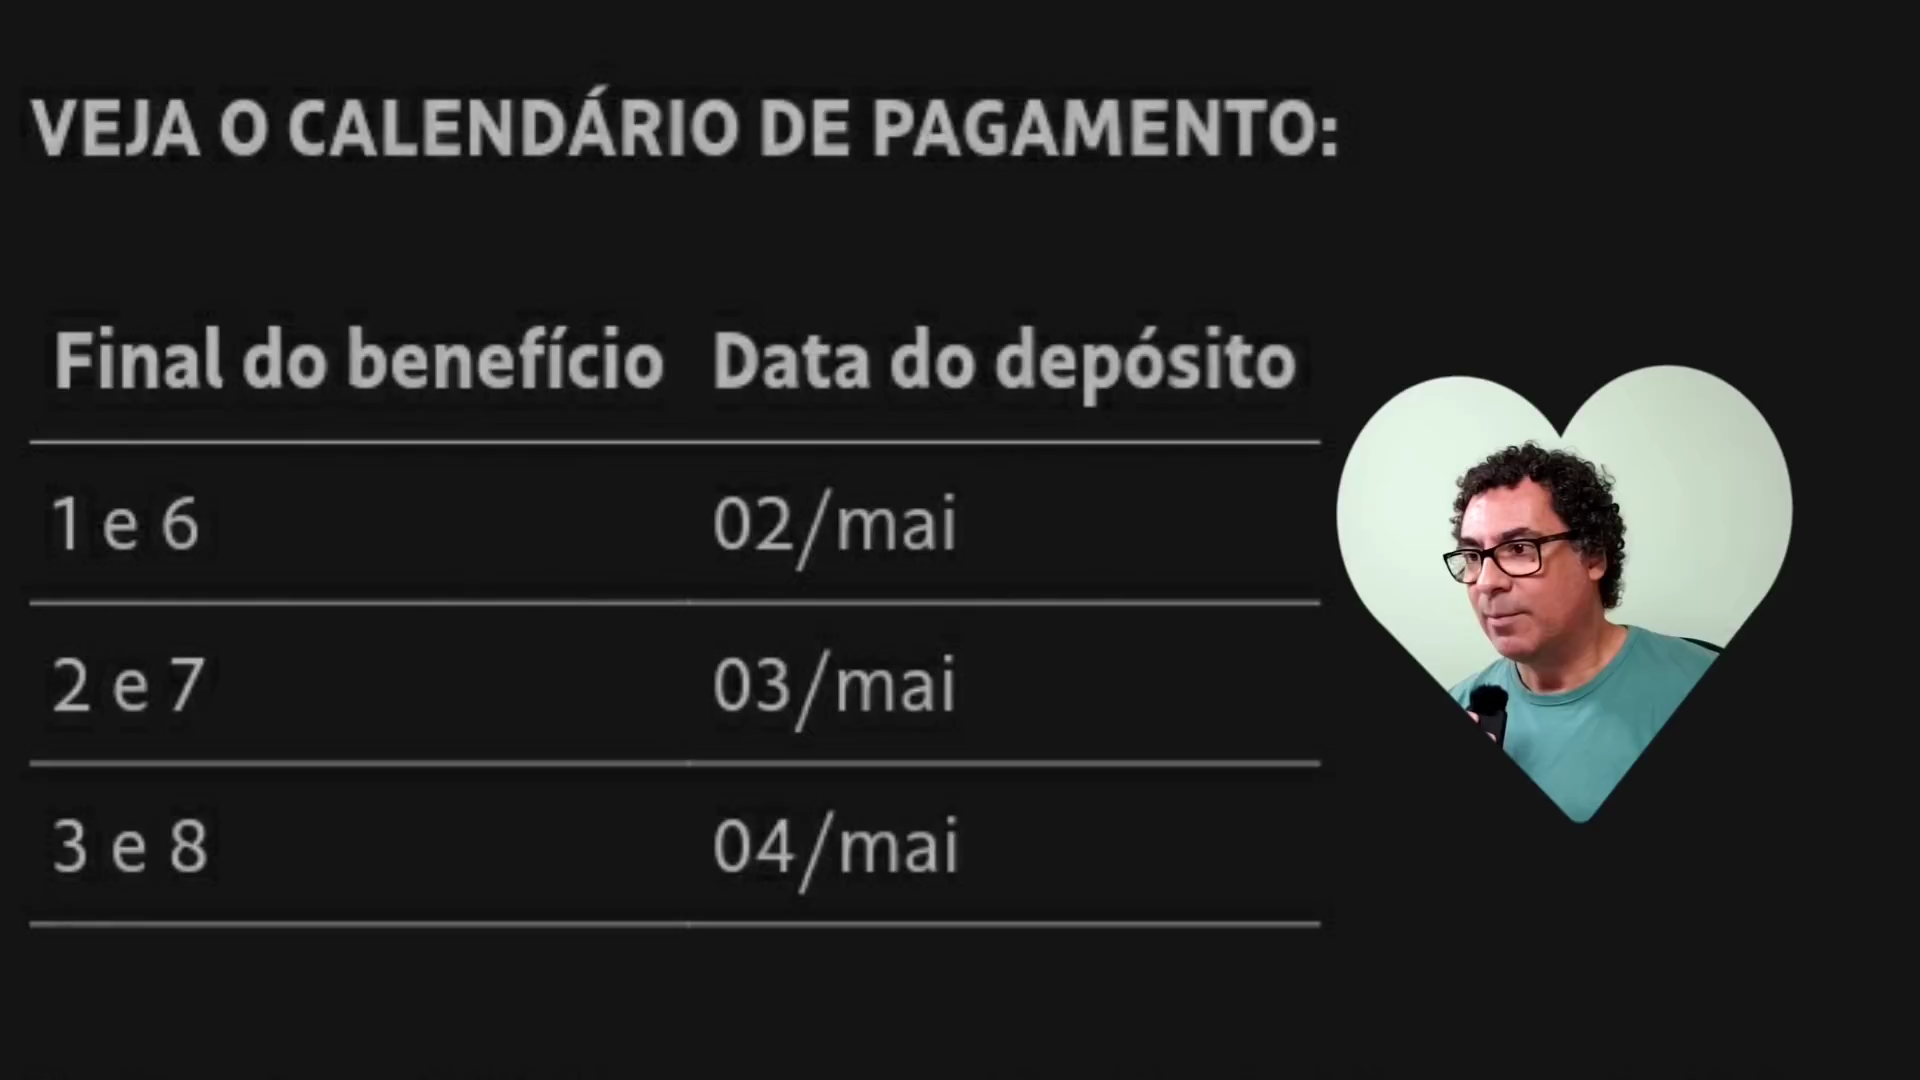 VEJA O CALENDÁRIO DE PAGAMENTO:
Final do benefício Data do depósito
1 e 6 02/mai
2 e 7 03/mai
3 e 8 04/mai